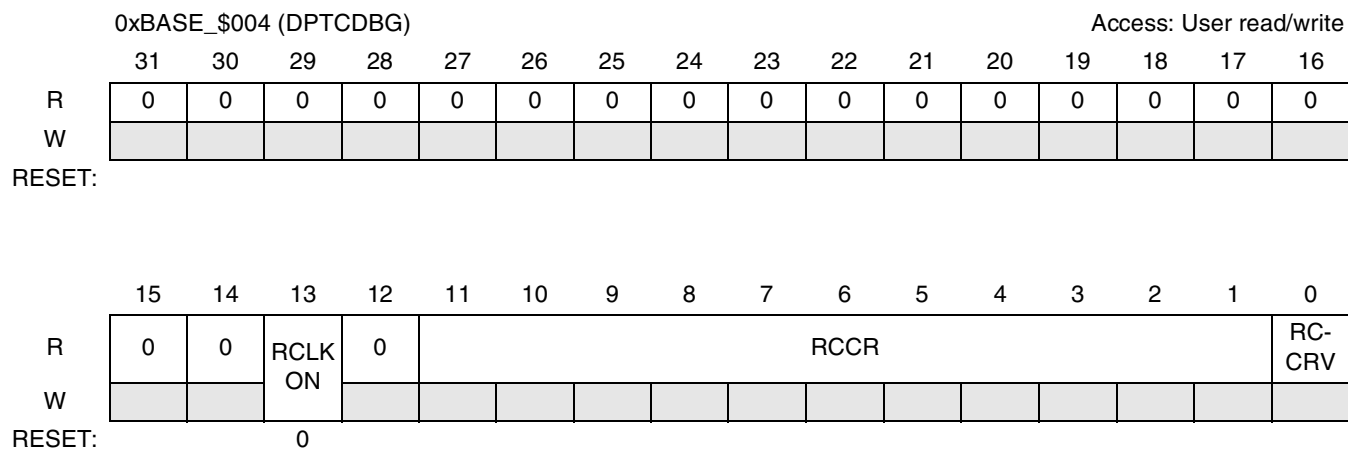 0xBASE_$004 (DPTCDBG) Access: User read/write
31 30 29 28 27 26 25 24 23 22 21 20 19 18 17 16
R 0 0 0 0 0 0 0 0 0 0 0 0 0 0 0 0
W
RESET:
15 14 13 12 11 10 9 8 7 6 5 4 3 2 1 0
R 0 0 RCLK ON 0 RCCR RC-CRV
W
RESET: 0